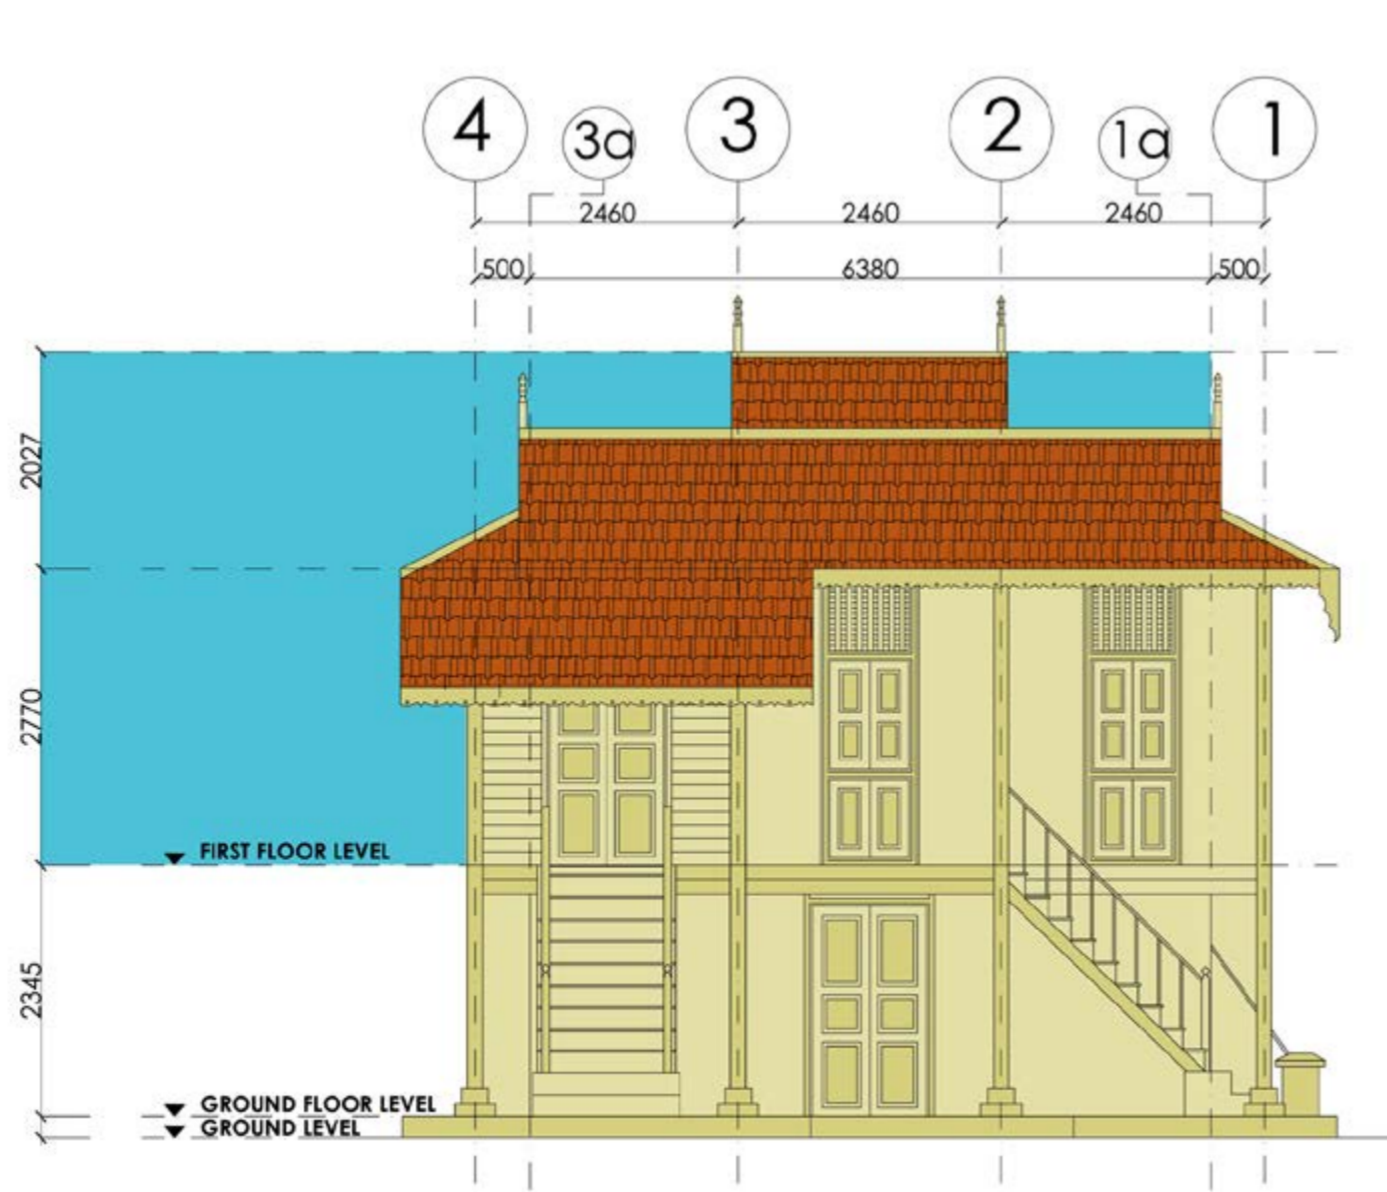 4 3a 3 2 1a 1
2460 2460 2460
500 6380 500
2027
2770
FIRST FLOOR LEVEL
2345
GROUND FLOOR LEVEL
GROUND LEVEL